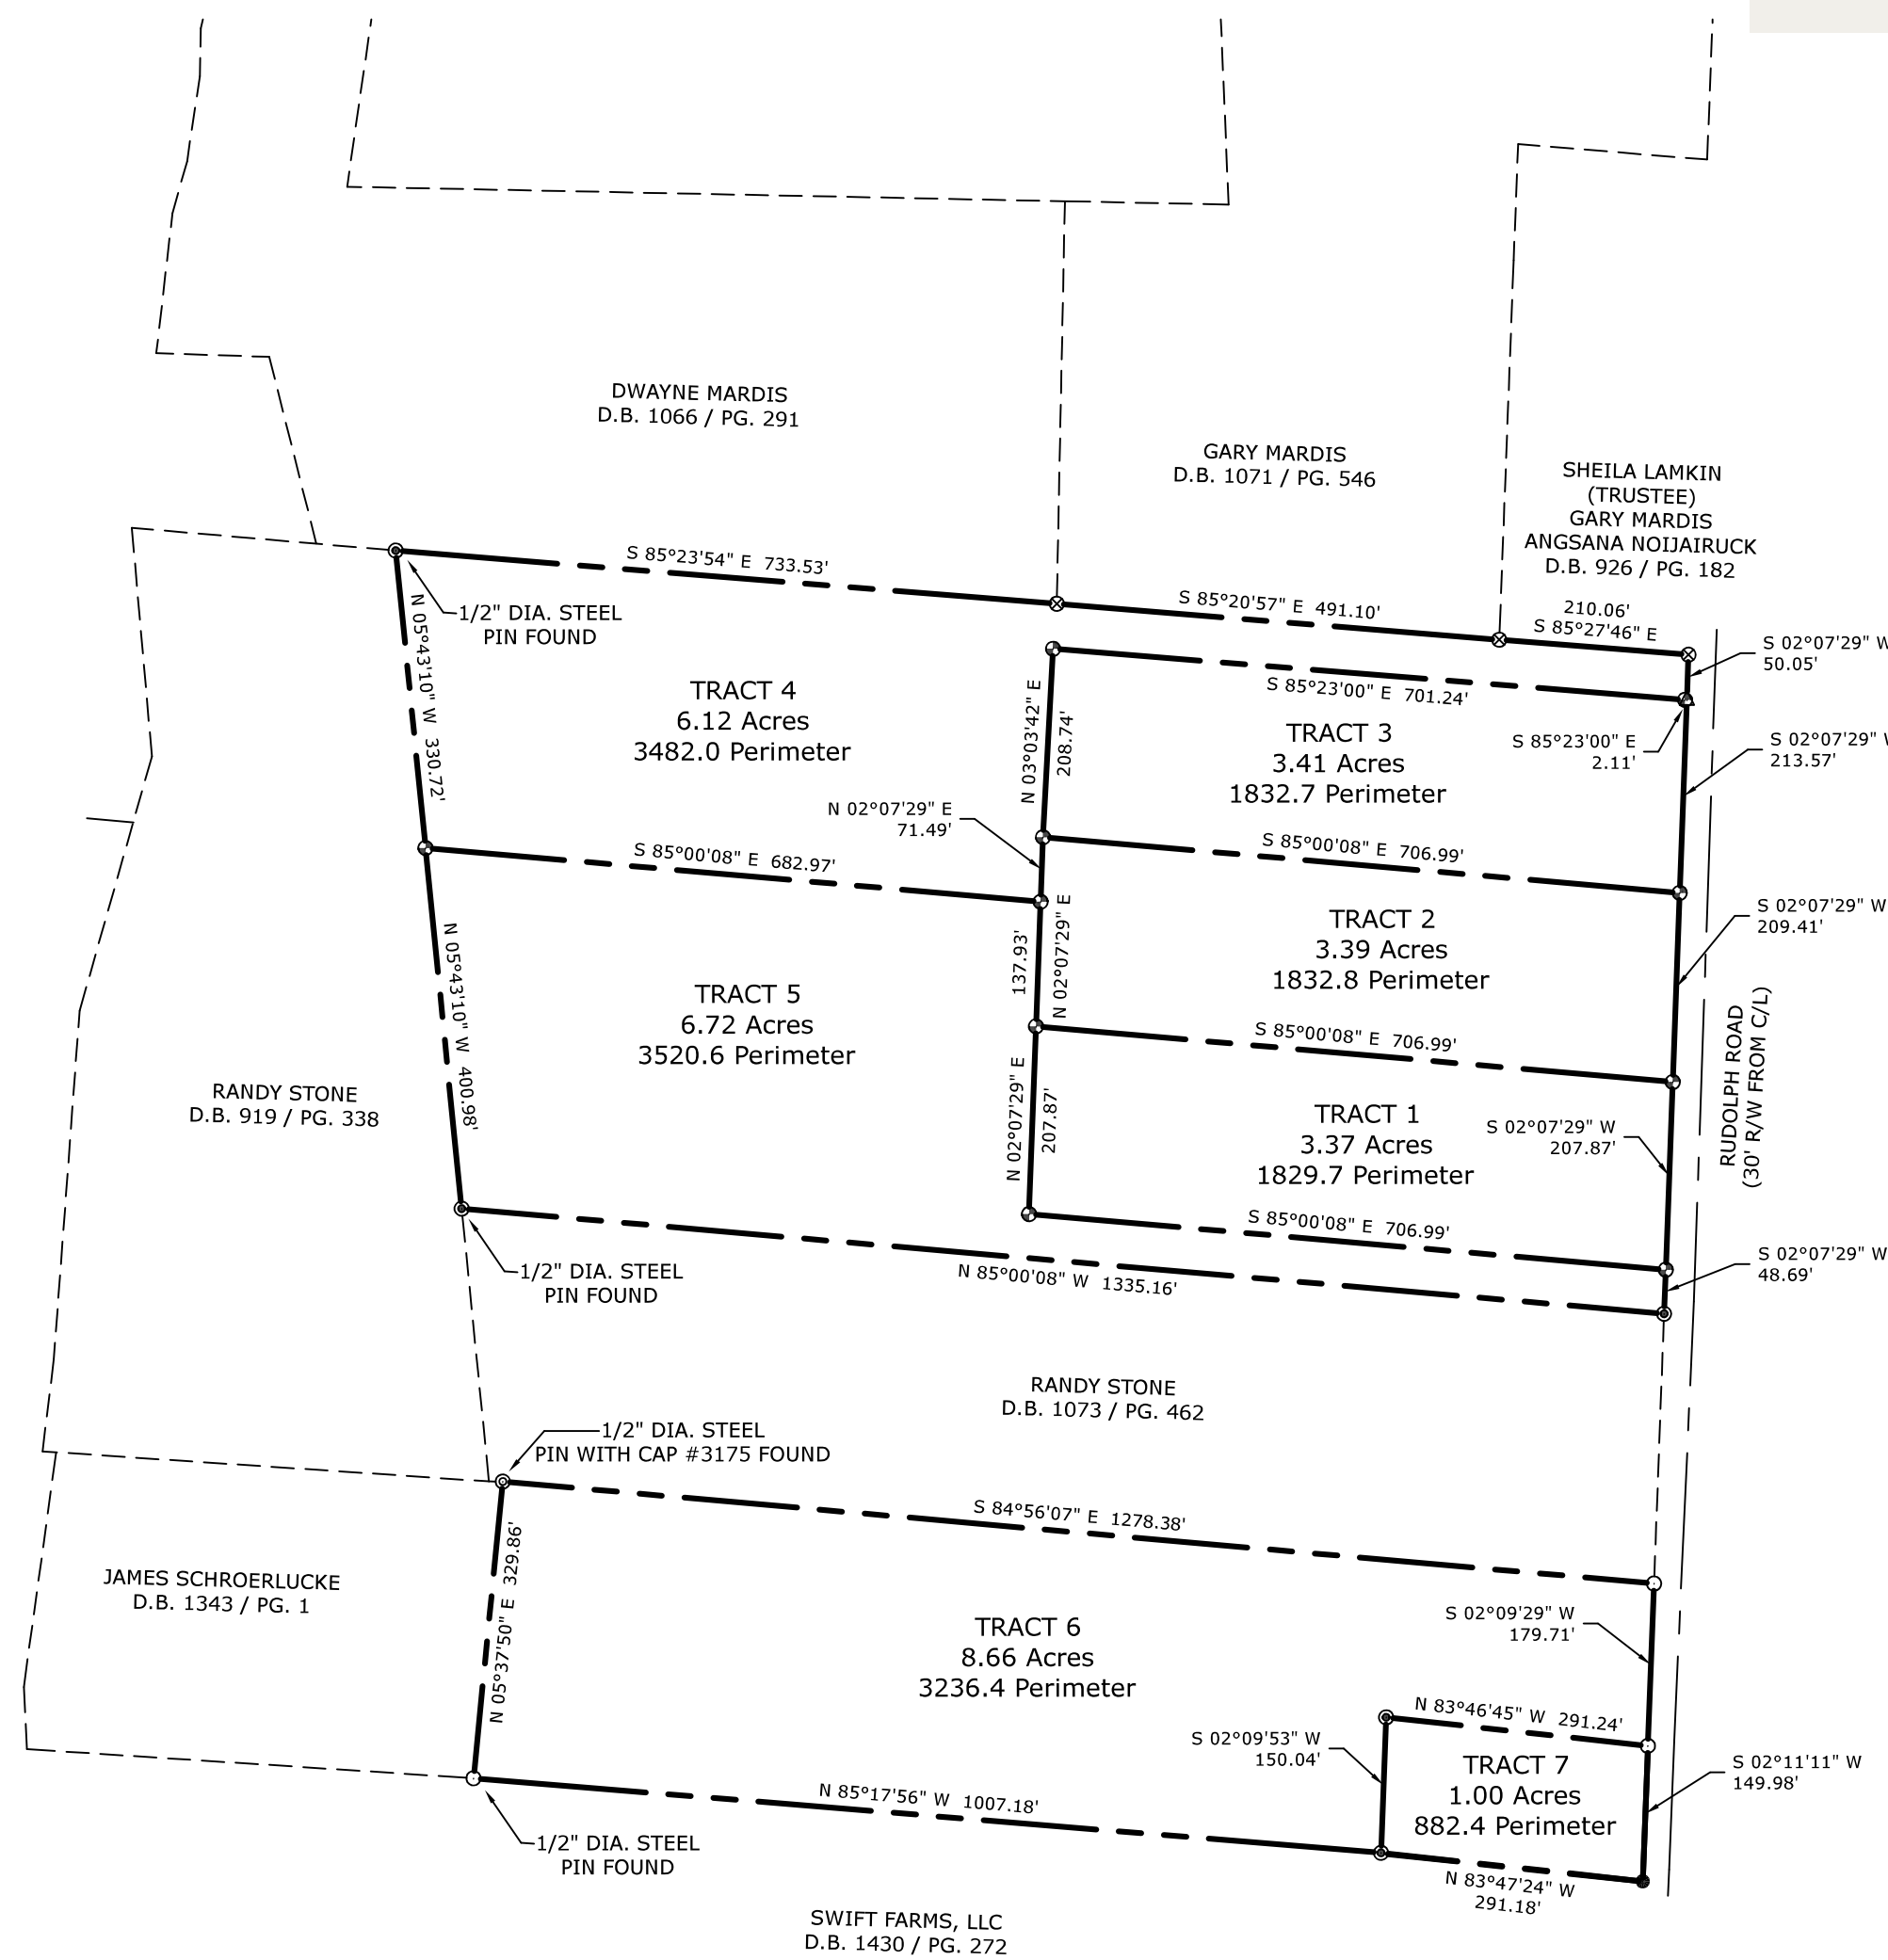 DWAYNE MARDIS
D.B. 1066 / PG. 291
GARY MARDIS
D.B. 1071 / PG. 546
SHEILA LAMKIN
(TRUSTEE)
GARY MARDIS
ANGSANA NOIJAIRUCK
D.B. 926 / PG. 182
S 85°23'54" E 733.53'
S 85°20'57" E 491.10'
210.06'
S 85°27'46" E
S 02°07'29" W
50.05'
1/2" DIA. STEEL
PIN FOUND
N 05°43'10" W 330.72'
TRACT 4
6.12 Acres
3482.0 Perimeter
N 03°03'42" E
208.74'
S 85°23'00" E 701.24'
TRACT 3
3.41 Acres
1832.7 Perimeter
S 85°23'00" E
2.11'
S 02°07'29" W
213.57'
N 02°07'29" E
71.49'
S 85°00'08" E 682.97'
S 85°00'08" E 706.99'
S 02°07'29" W
209.41'
TRACT 2
3.39 Acres
1832.8 Perimeter
137.93'
N 02°07'29" E
N 05°43'10" W 400.98'
TRACT 5
6.72 Acres
3520.6 Perimeter
S 85°00'08" E 706.99'
RUDOLPH ROAD
(30' R/W FROM C/L)
RANDY STONE
D.B. 919 / PG. 338
N 02°07'29" E
207.87'
TRACT 1
3.37 Acres
1829.7 Perimeter
S 02°07'29" W
207.87'
S 85°00'08" E 706.99'
1/2" DIA. STEEL
PIN FOUND
N 85°00'08" W 1335.16'
S 02°07'29" W
48.69'
RANDY STONE
D.B. 1073 / PG. 462
1/2" DIA. STEEL
PIN WITH CAP #3175 FOUND
S 84°56'07" E 1278.38'
JAMES SCHROERLUCKE
D.B. 1343 / PG. 1
N 05°37'50" E 329.86'
TRACT 6
8.66 Acres
3236.4 Perimeter
S 02°09'29" W
179.71'
N 83°46'45" W 291.24'
S 02°09'53" W
150.04'
TRACT 7
1.00 Acres
882.4 Perimeter
S 02°11'11" W
149.98'
N 85°17'56" W 1007.18'
1/2" DIA. STEEL
PIN FOUND
N 83°47'24" W
291.18'
SWIFT FARMS, LLC
D.B. 1430 / PG. 272